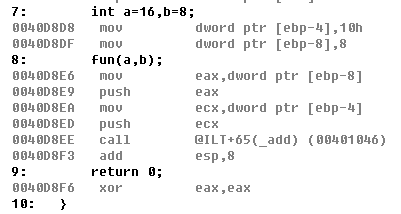 7:      int a=16,b=8;
0040D8D8   mov         dword ptr [ebp-4],10h
0040D8DF   mov         dword ptr [ebp-8],8
8:      fun(a,b);
0040D8E6   mov         eax,dword ptr [ebp-8]
0040D8E9   push        eax
0040D8EA   mov         ecx,dword ptr [ebp-4]
0040D8ED   push        ecx
0040D8EE   call        @ILT+65(_add) (00401046)
0040D8F3   add         esp,8
9:      return 0;
0040D8F6   xor         eax,eax
10:   }